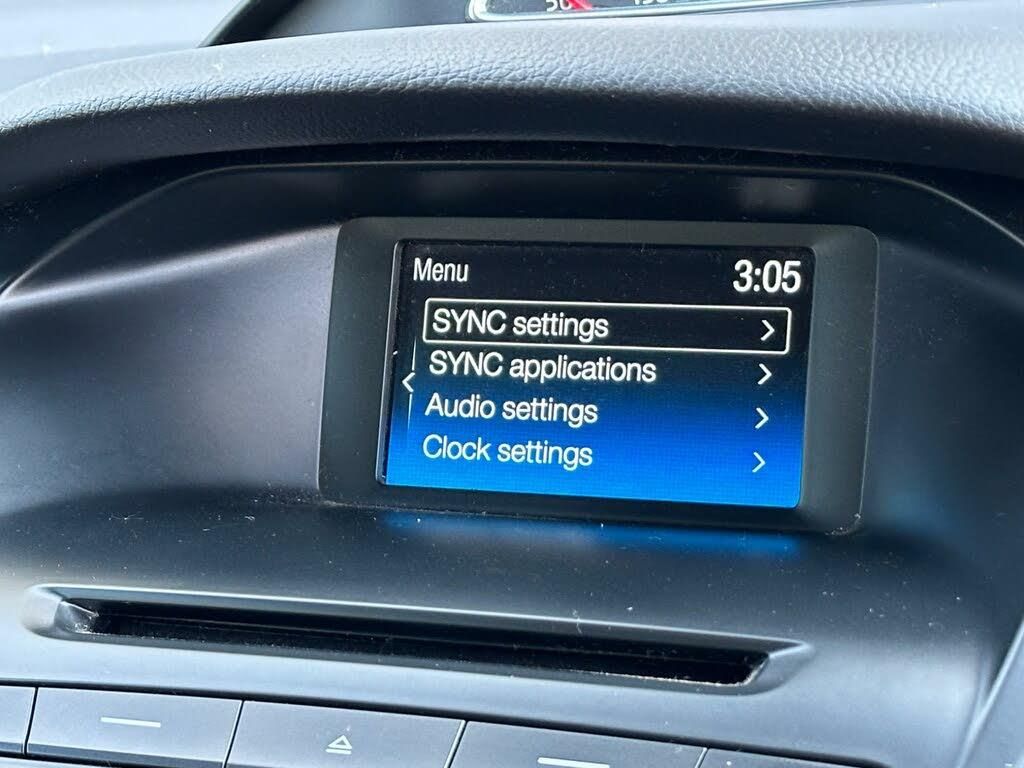 Menu
3:05
SYNC settings
SYNC applications
Audio settings
Clock settings